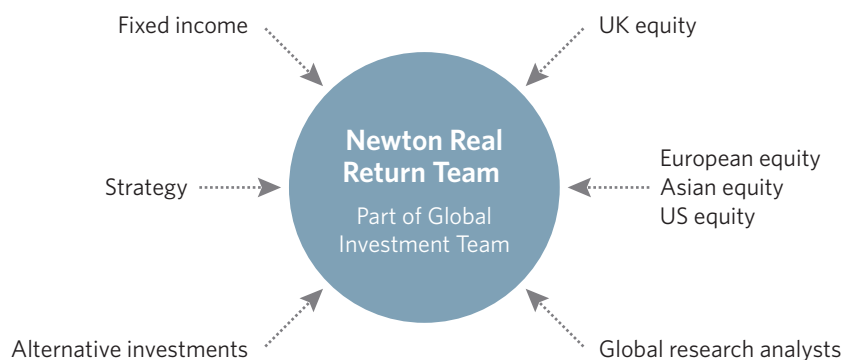 Fixed income
UK equity
Newton Real
Return Team
Part of Global
Investment Team
Strategy
European equity
Asian equity
US equity
Alternative investments
Global research analysts